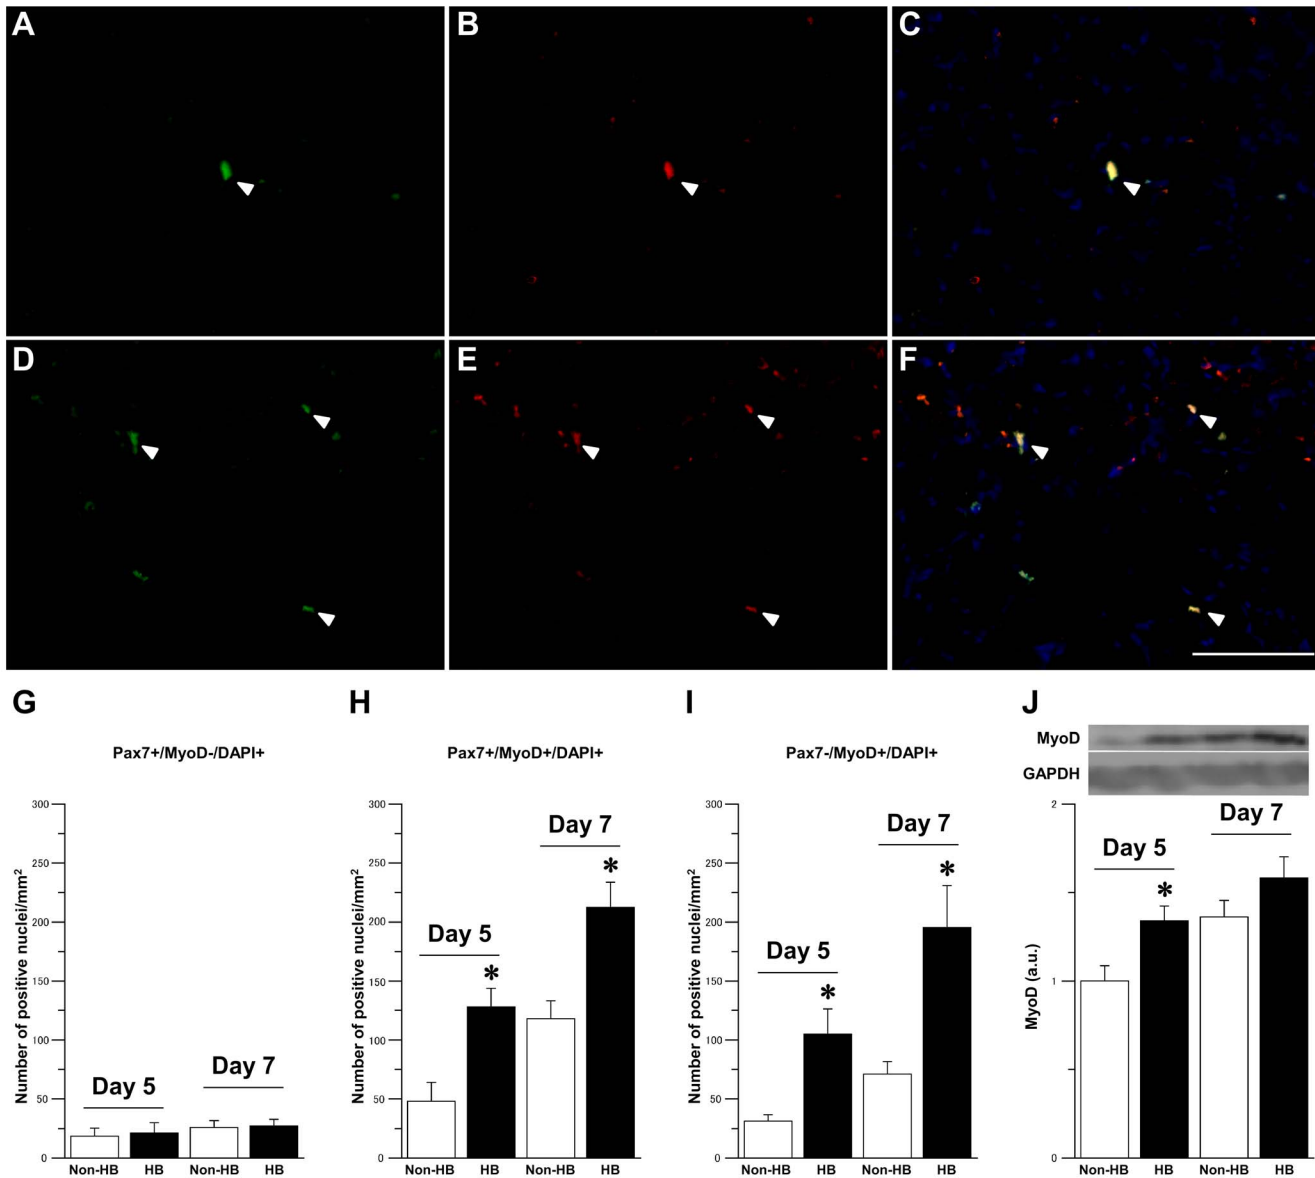 A
B
C
D
E
F
G
H
I
J
Pax7+/MyoD-/DAPI+
Number of positive nuclei/mm²
300
250
200
150
100
50
0
Day 5
Day 7
Non-HB
HB
Non-HB
HB
Pax7+/MyoD+/DAPI+
Number of positive nuclei/mm²
300
250
200
150
100
50
0
Day 5
*
Day 7
*
Non-HB
HB
Non-HB
HB
Pax7-/MyoD+/DAPI+
Number of positive nuclei/mm²
300
250
200
150
100
50
0
Day 5
*
Day 7
*
Non-HB
HB
Non-HB
HB
MyoD
GAPDH
MyoD (a.u.)
2
1
0
Day 5
*
Day 7
Non-HB
HB
Non-HB
HB